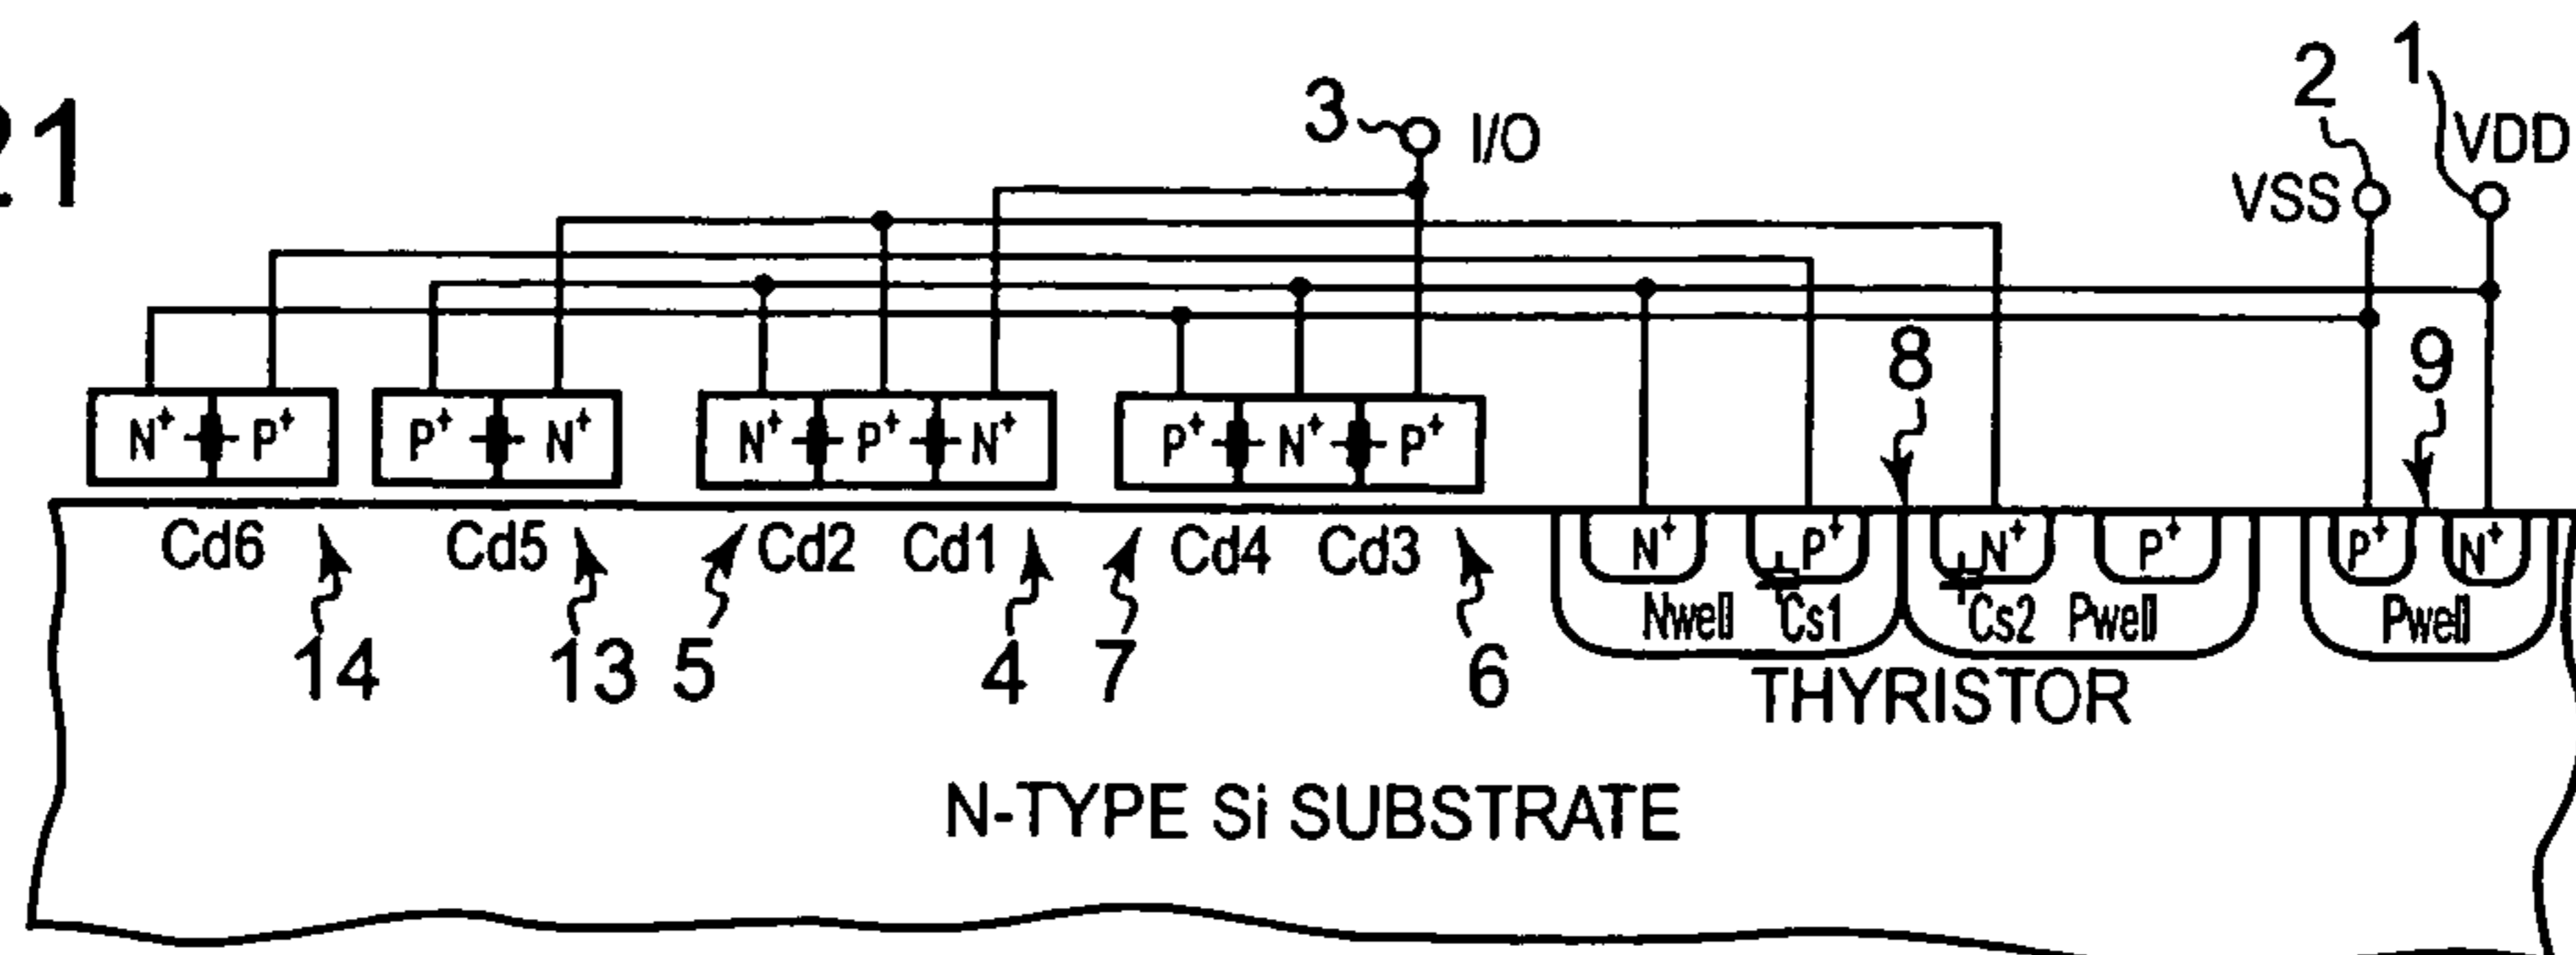 21
1
2
VDD
3
I/O
VSS
8
9
N+ P+
P+ N+
N+ P+ N+
P+ N+ P+
Cd6
Cd5
Cd2
Cd1
Cd4
Cd3
N+
P+
N+
P+
P+
N+
Nwell
Cs1
Cs2
Pwell
Pwell
14
13
5
4
7
6
THYRISTOR
N-TYPE Si SUBSTRATE